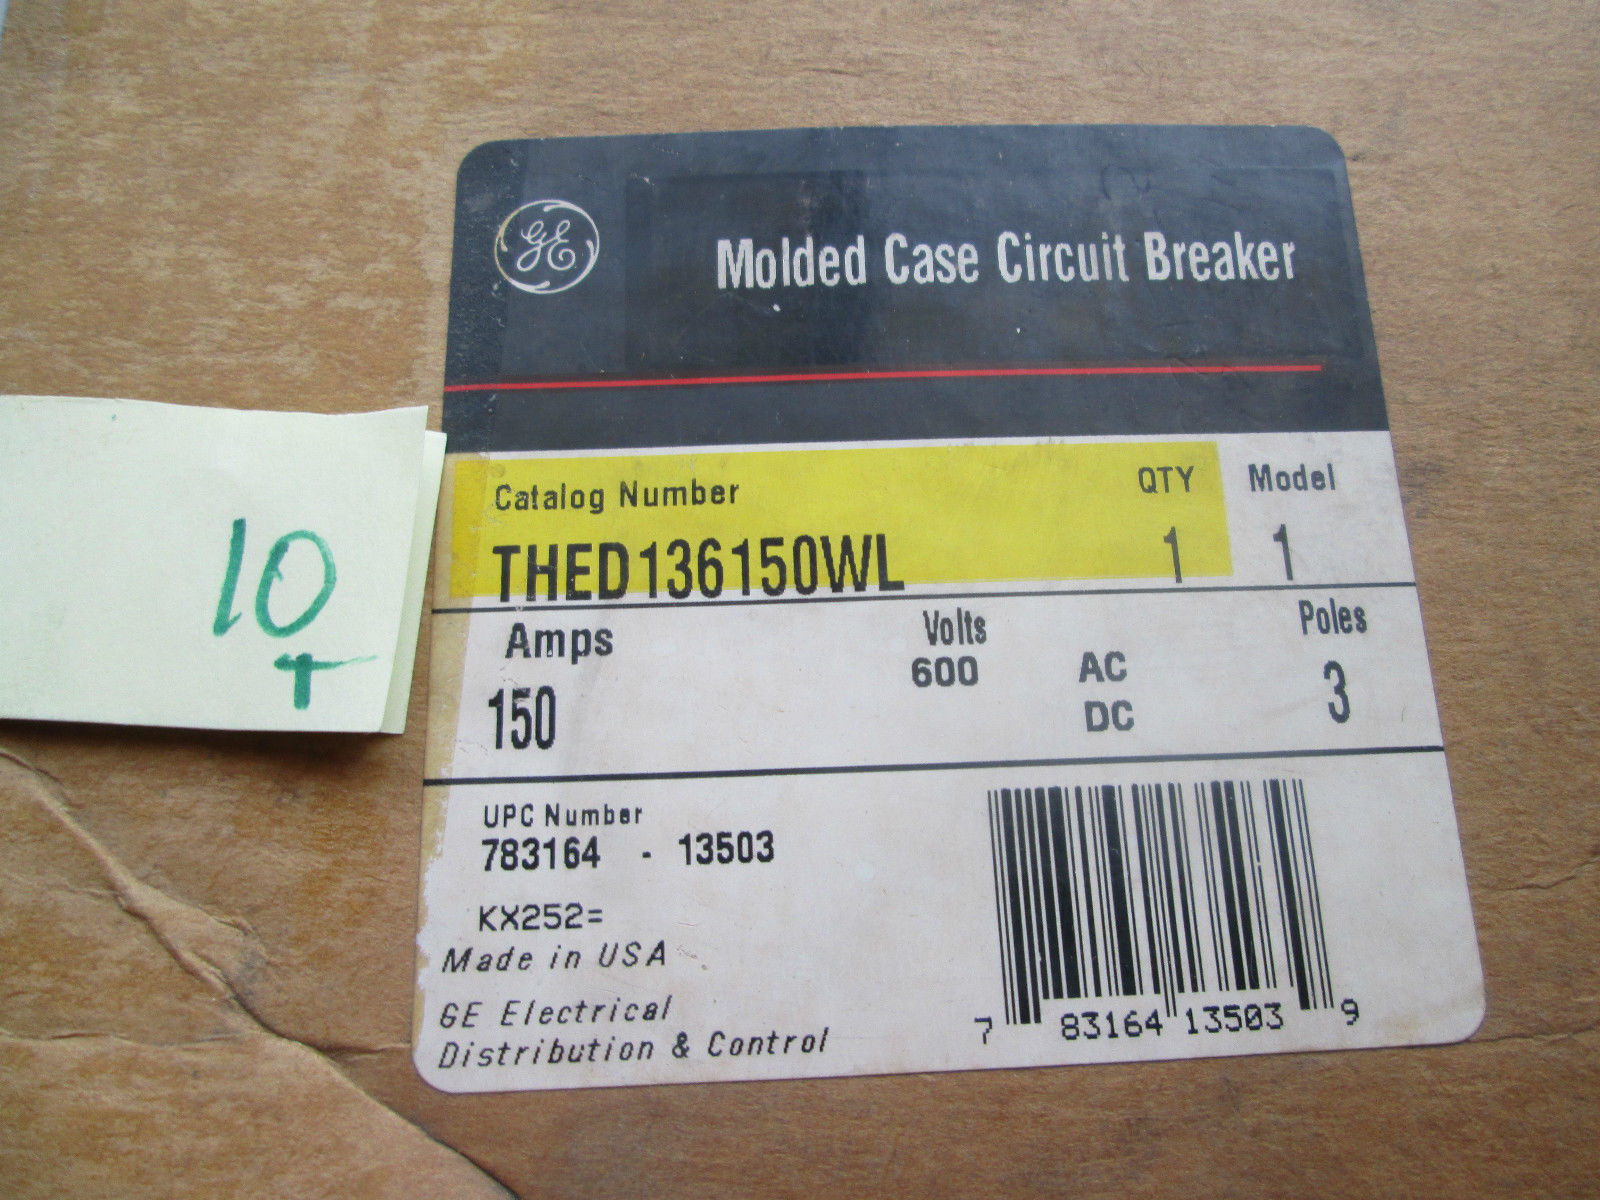 GE
Molded Case Circuit Breaker
Catalog Number QTY Model
THED136150WL 1 1
Amps Volts Poles
150 600 AC 3
DC
UPC Number
783164 - 13503
KX252=
Made in USA
GE Electrical
Distribution & Control
7 83164 13503 9
10